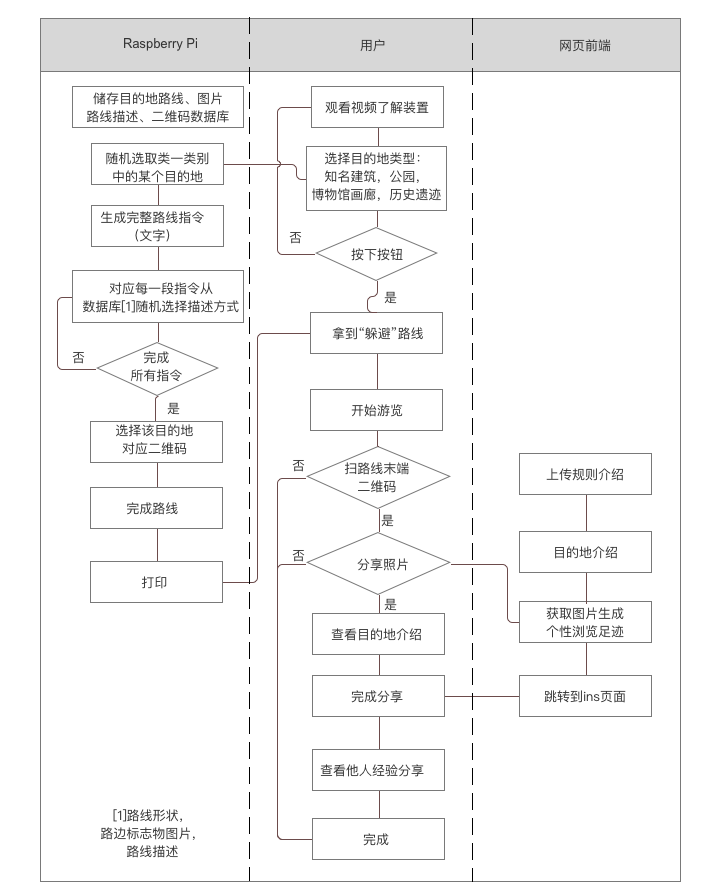 Raspberry Pi
用户
网页前端
储存目的地路线、图片
路线描述、二维码数据库
随机选取类一类别
中的某个目的地
生成完整路线指令
（文字）
对应每一段指令从
数据库[1]随机选择描述方式
否
完成
所有指令
是
选择该目的地
对应二维码
完成路线
打印
[1]路线形状，
路边标志物图片，
路线描述
观看视频了解装置
选择目的地类型：
知名建筑，公园，
博物馆画廊，历史遗迹
否
按下按钮
是
拿到“躲避”路线
开始游览
否
扫路线末端
二维码
是
否
分享照片
是
查看目的地介绍
完成分享
查看他人经验分享
完成
上传规则介绍
目的地介绍
获取图片生成
个性浏览足迹
跳转到ins页面